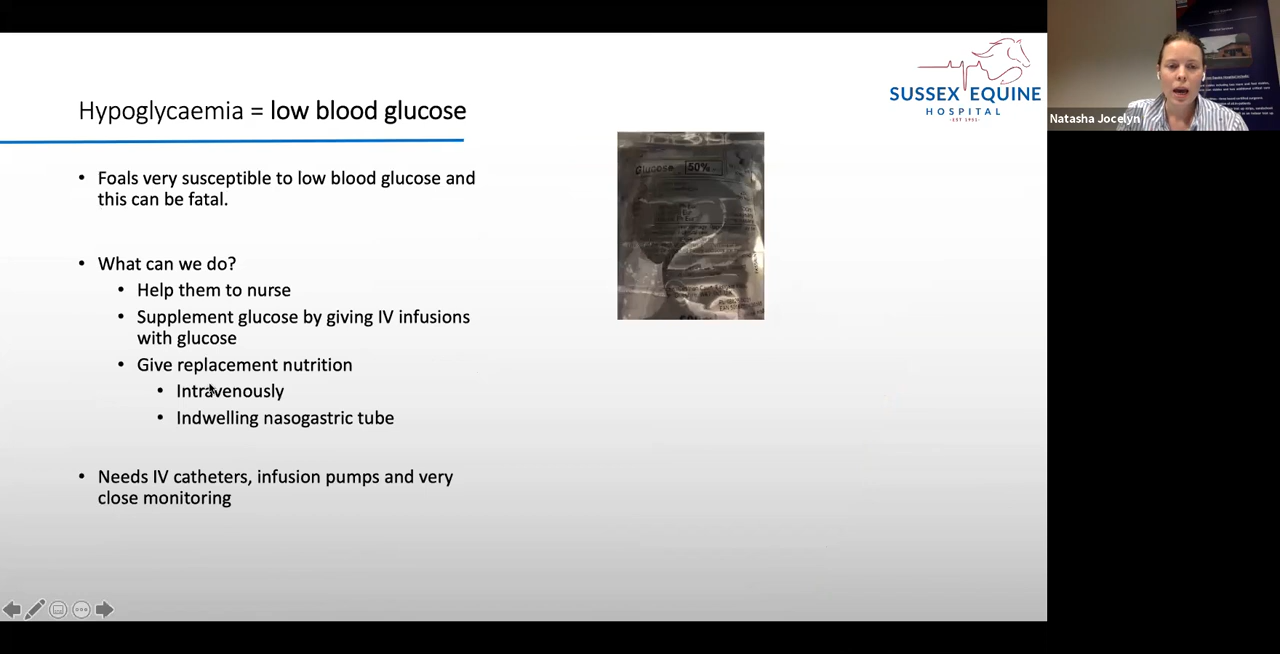 Hypoglycaemia = low blood glucose
SUSSEX EQUINE
HOSPITAL
Natasha Jocelyn
• Foals very susceptible to low blood glucose and
this can be fatal.
Glucose 50%
• What can we do?
• Help them to nurse
• Supplement glucose by giving IV infusions
with glucose
• Give replacement nutrition
• Intravenously
• Indwelling nasogastric tube
• Needs IV catheters, infusion pumps and very
close monitoring